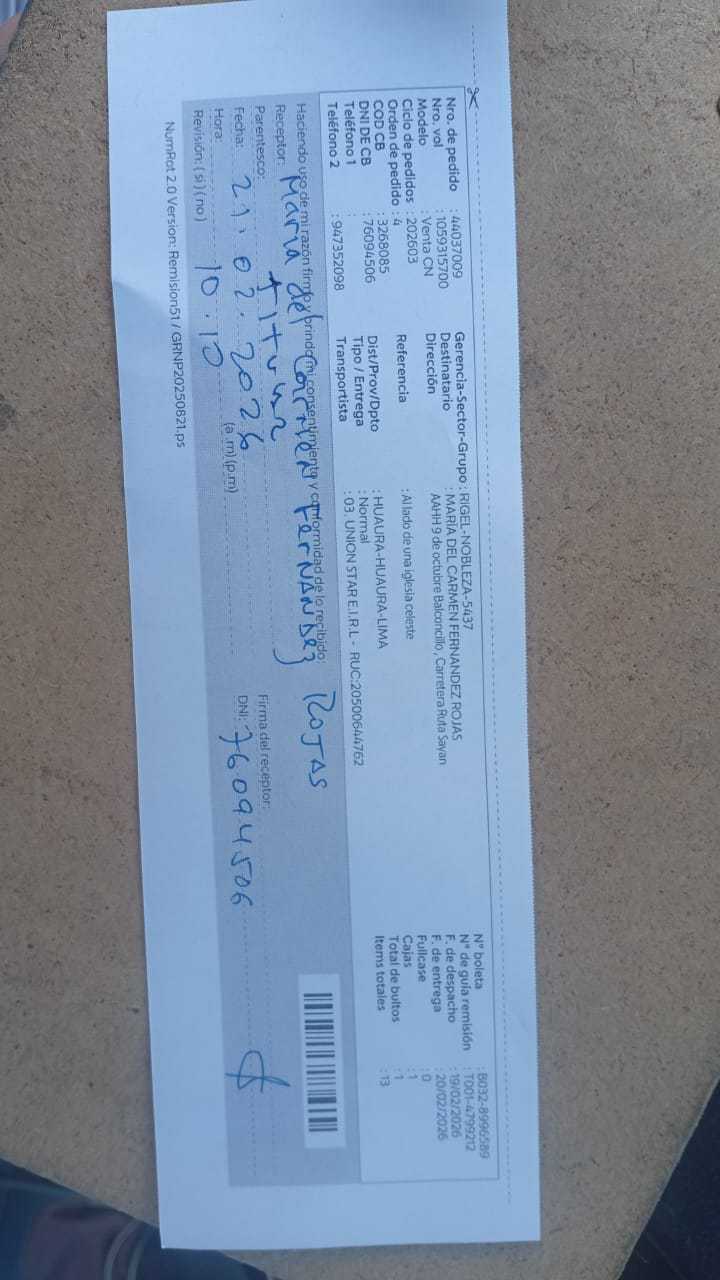 Nro. de pedido : 44037009
Nro. vol : 1059315700
Modelo : Venta CN
Ciclo de pedidos : 202603
Orden de pedido : 4
COD CB : 3268085
DNI DE CB : 76094506
Teléfono 1 :
Teléfono 2 : 947352098
Gerencia-Sector-Grupo : RIGEL-NOBLEZA-5437
Destinatario : MARÍA DEL CARMEN FERNANDEZ ROJAS
Dirección AAHH 9 de octubre Balconcillo , Carretera Ruta Sayan
Referencia : Al lado de una iglesia celeste
Dist/Prov/Dpto : HUAURA-HUAURA-LIMA
Tipo / Entrega : Normal
Transportista : 03. UNION STAR E.I.R.L - RUC:20500644762
N° boleta : B032-8996589
N° de guía remisión : T001-4799212
F. de despacho : 19/02/2026
F. de entrega : 20/02/2026
Fullcase : 0
Cajas : 1
Total de bultos : 1
Items totales : 13
Haciendo uso de mi razón firmo y brindo mi consentimiento y conformidad de lo recibido:
Receptor: Maria del Carmen FerNANDez ROJAS
Parentesco: titular
Fecha: 21.02.2026
Hora: 10.10 (a.m) (p.m)
Revisión: ( si ) ( no )
Firma del receptor:
DNI: 76094506
NumRot 2.0 Version: Remision51 / GRNP20250821.ps